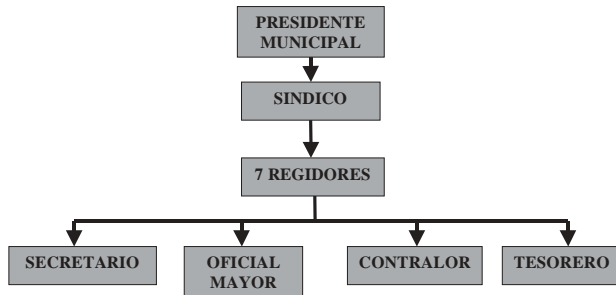 PRESIDENTE
MUNICIPAL
SINDICO
7 REGIDORES
SECRETARIO
OFICIAL
MAYOR
CONTRALOR
TESORERO